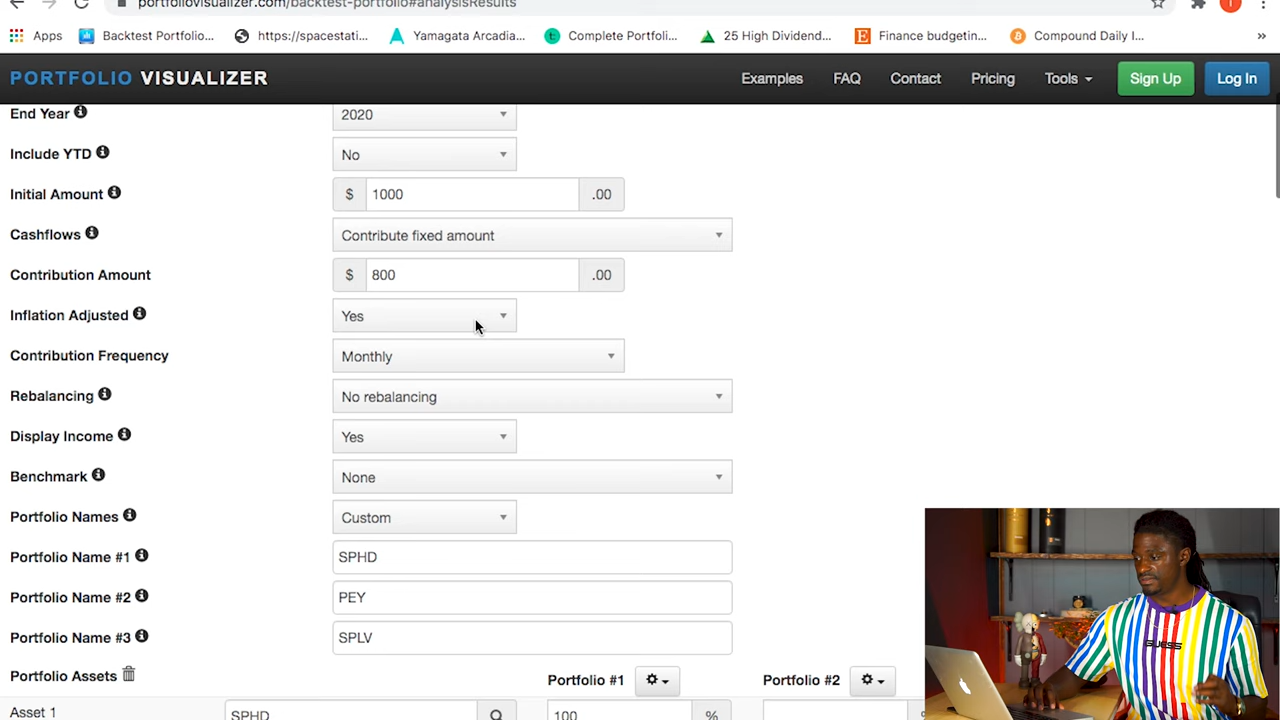 portfoliovisualizer.com/backtest-portfolio#analysisResults
Apps Backtest Portfolio... https://spacestati... Yamagata Arcadia... Complete Portfoli... 25 High Dividend... Finance budgetin... Compound Daily I... »
PORTFOLIO VISUALIZER Examples FAQ Contact Pricing Tools Sign Up Log In
End Year 2020
Include YTD No
Initial Amount $ 1000 .00
Cashflows Contribute fixed amount
Contribution Amount $ 800 .00
Inflation Adjusted Yes
Contribution Frequency Monthly
Rebalancing No rebalancing
Display Income Yes
Benchmark None
Portfolio Names Custom
Portfolio Name #1 SPHD
Portfolio Name #2 PEY
Portfolio Name #3 SPLV
Portfolio Assets Portfolio #1 Portfolio #2
Asset 1 SPHD 100 %
GUESS